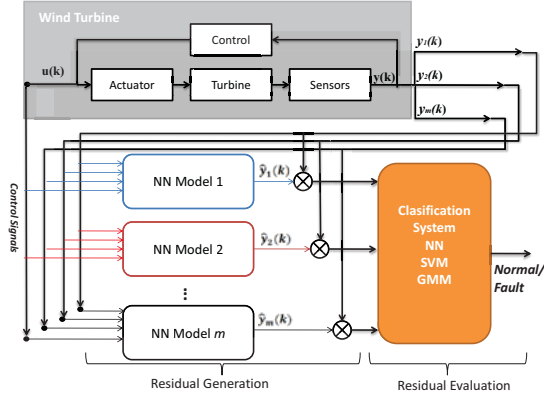 Wind Turbine
Control
y1(k)
u(k)
y(k)
y2(k)
Actuator
Turbine
Sensors
ym(k)
Control Signals
NN Model 1
ŷ1(k)
NN Model 2
ŷ2(k)
⋮
NN Model m
ŷm(k)
Clasification
System
NN
SVM
GMM
Normal/
Fault
Residual Generation
Residual Evaluation